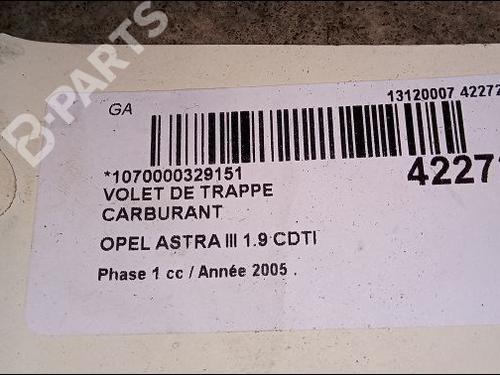 B-PARTS
GA
13120007 42272
*1070000329151
VOLET DE TRAPPE
CARBURANT
OPEL ASTRA III 1.9 CDTI
Phase 1 cc / Année 2005 .